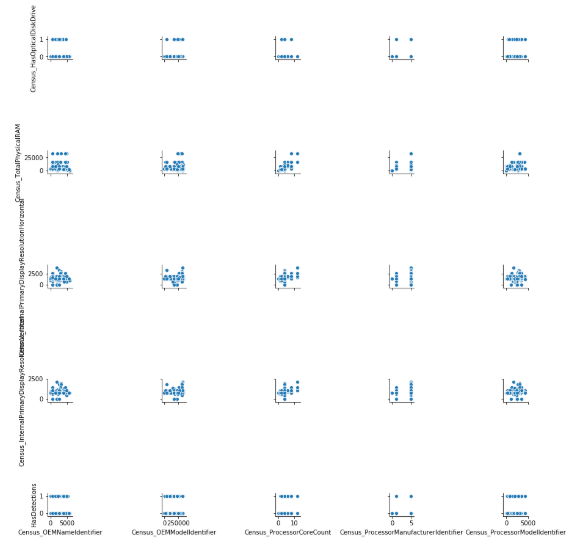 Census_HasOpticalDiskDrive
1
0
Census_TotalPhysicalRAM
25000
0
Census_InternalPrimaryDisplayResolutionHorizontal
2500
0
2500
0
HasDetections
1
0
0 5000
0 250000
0 10
0 5
0 5000
Census_OEMNameIdentifier
Census_OEMModelIdentifier
Census_ProcessorCoreCount
Census_ProcessorManufacturerIdentifier
Census_ProcessorModelIdentifier